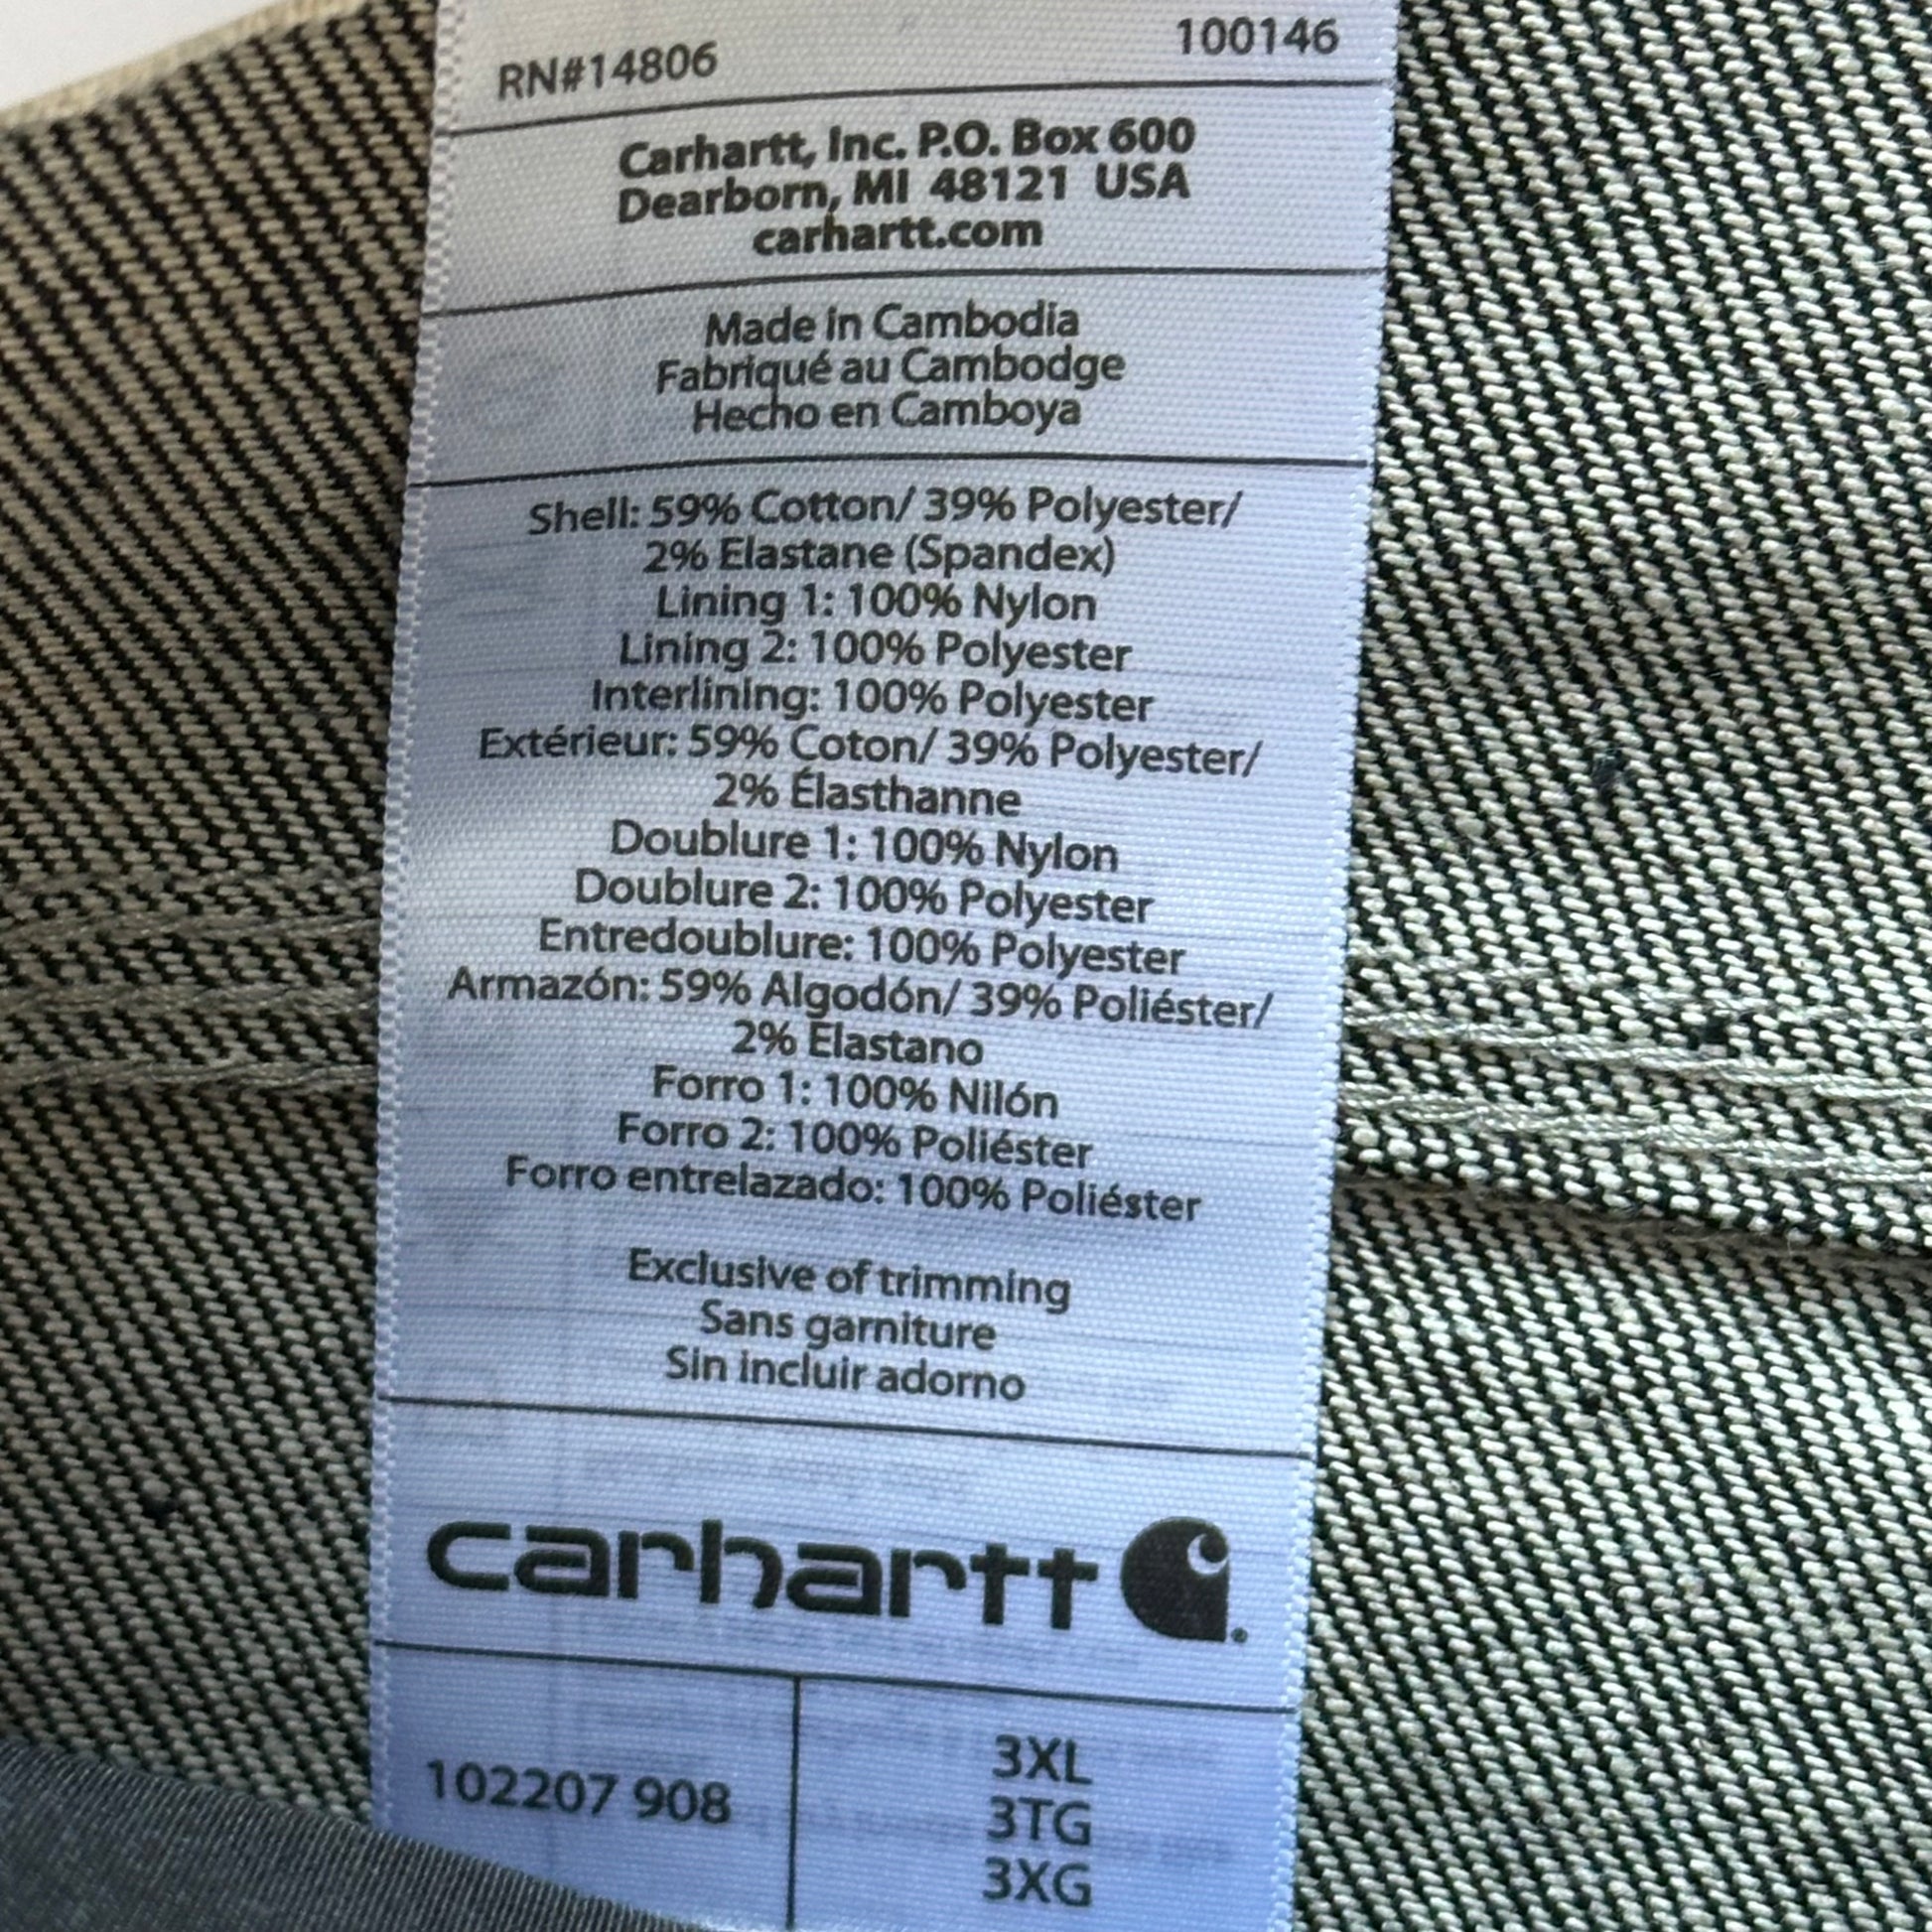 RN#14806 100146
Carhartt, Inc. P.O. Box 600
Dearborn, MI 48121 USA
carhartt.com
Made in Cambodia
Fabriqué au Cambodge
Hecho en Camboya
Shell: 59% Cotton/ 39% Polyester/
2% Elastane (Spandex)
Lining 1: 100% Nylon
Lining 2: 100% Polyester
Interlining: 100% Polyester
Extérieur: 59% Coton/ 39% Polyester/
2% Élasthanne
Doublure 1: 100% Nylon
Doublure 2: 100% Polyester
Entredoublure: 100% Polyester
Armazón: 59% Algodón/ 39% Poliéster/
2% Elastano
Forro 1: 100% Nilón
Forro 2: 100% Poliéster
Forro entrelazado: 100% Poliéster
Exclusive of trimming
Sans garniture
Sin incluir adorno
carhartt
102207 908
3XL
3TG
3XG